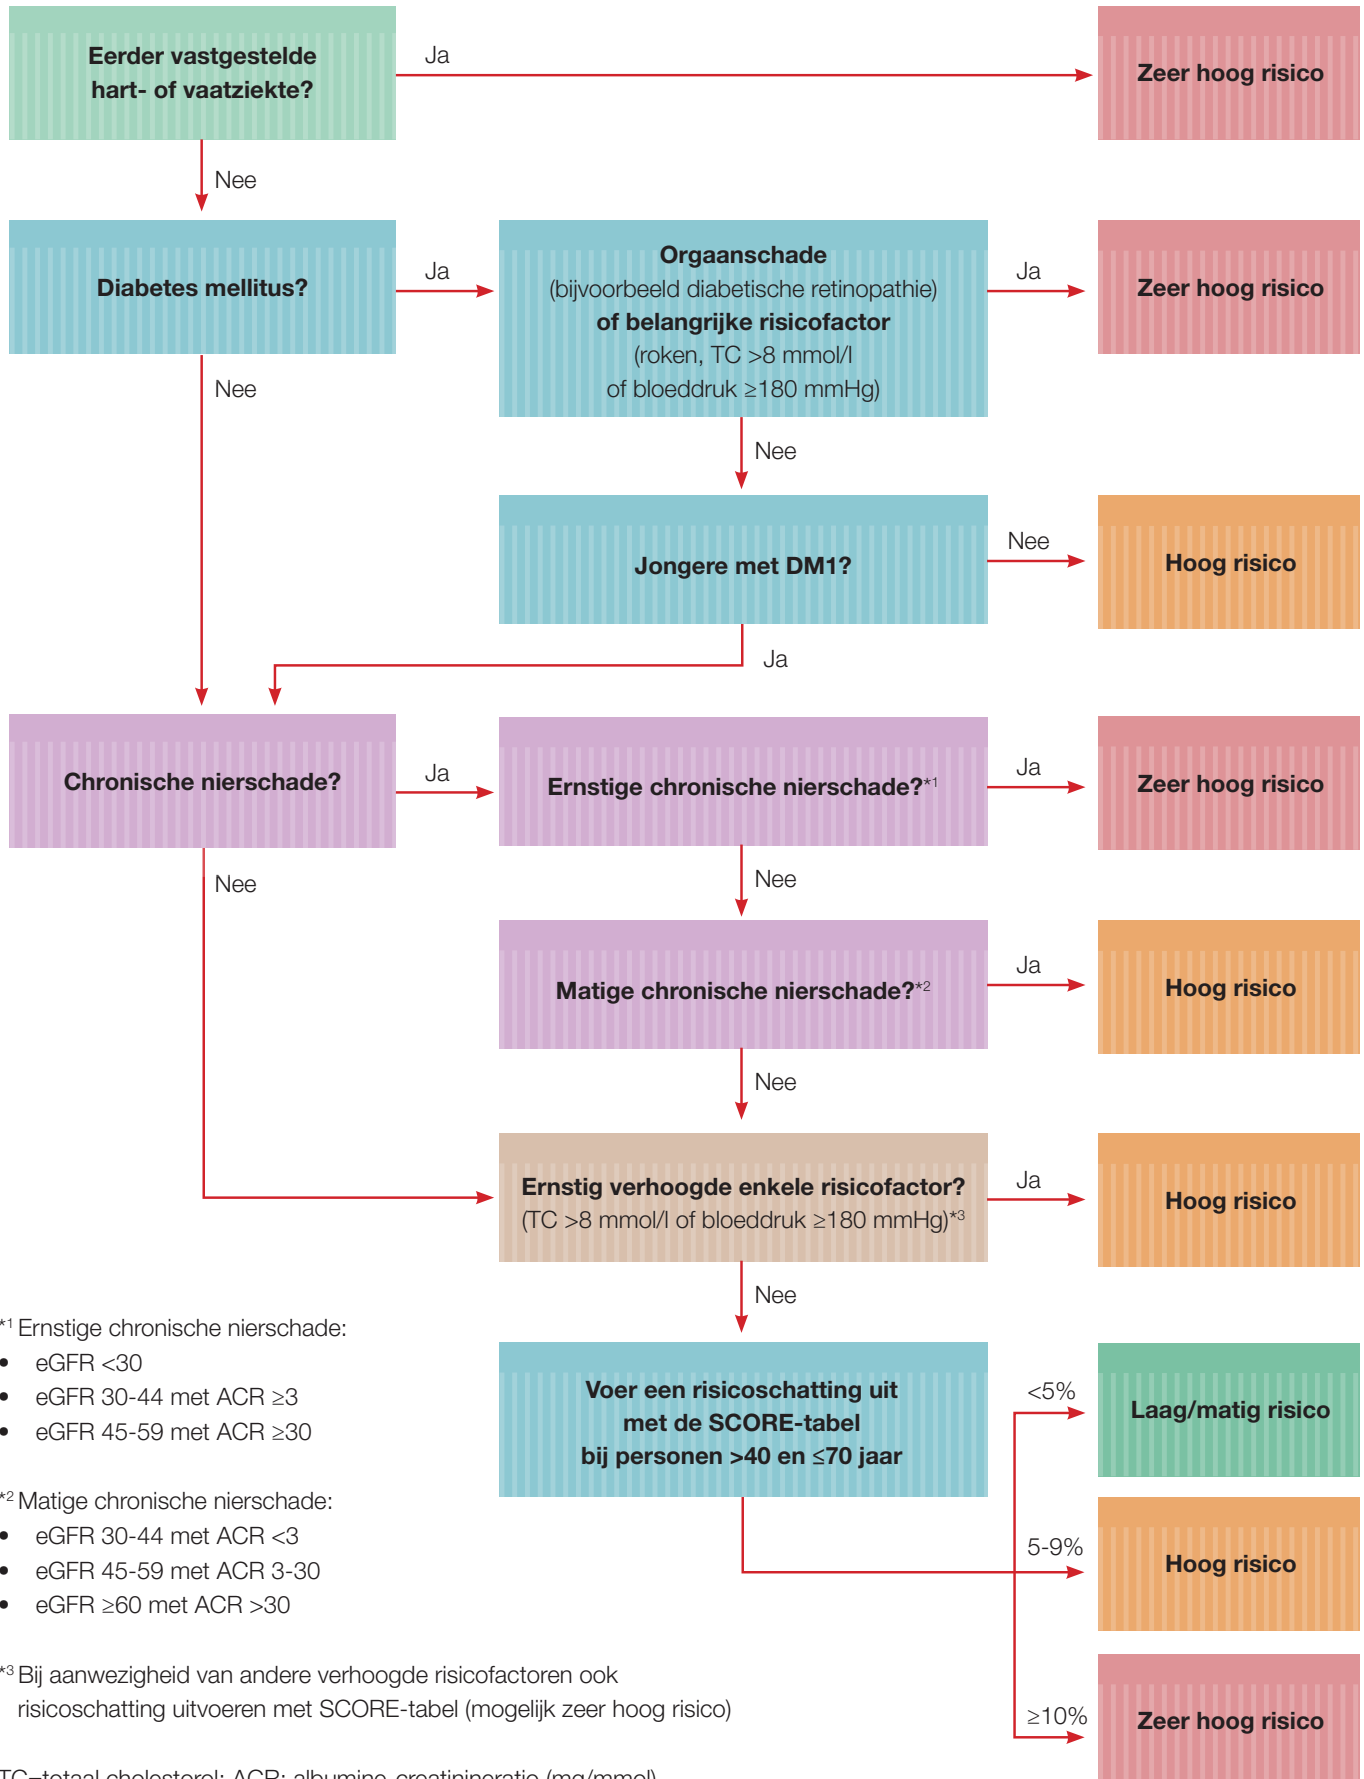 Eerder vastgestelde
hart- of vaatziekte?
Ja
Zeer hoog risico
Nee
Diabetes mellitus?
Ja
Orgaanschade
(bijvoorbeeld diabetische retinopathie)
of belangrijke risicofactor
(roken, TC >8 mmol/l
of bloeddruk ≥180 mmHg)
Ja
Zeer hoog risico
Nee
Nee
Jongere met DM1?
Nee
Hoog risico
Ja
Chronische nierschade?
Ja
Ernstige chronische nierschade?*1
Ja
Zeer hoog risico
Nee
Nee
Matige chronische nierschade?*2
Ja
Hoog risico
Nee
Ernstig verhoogde enkele risicofactor?
(TC >8 mmol/l of bloeddruk ≥180 mmHg)*3
Ja
Hoog risico
Nee
Voer een risicoschatting uit
met de SCORE-tabel
bij personen >40 en ≤70 jaar
<5%
Laag/matig risico
5-9%
Hoog risico
≥10%
Zeer hoog risico
*1 Ernstige chronische nierschade:
• eGFR <30
• eGFR 30-44 met ACR ≥3
• eGFR 45-59 met ACR ≥30
*2 Matige chronische nierschade:
• eGFR 30-44 met ACR <3
• eGFR 45-59 met ACR 3-30
• eGFR ≥60 met ACR >30
*3 Bij aanwezigheid van andere verhoogde risicofactoren ook
risicoschatting uitvoeren met SCORE-tabel (mogelijk zeer hoog risico)
TC=totaal cholesterol; ACR: albumine-creatinineratio (mg/mmol)